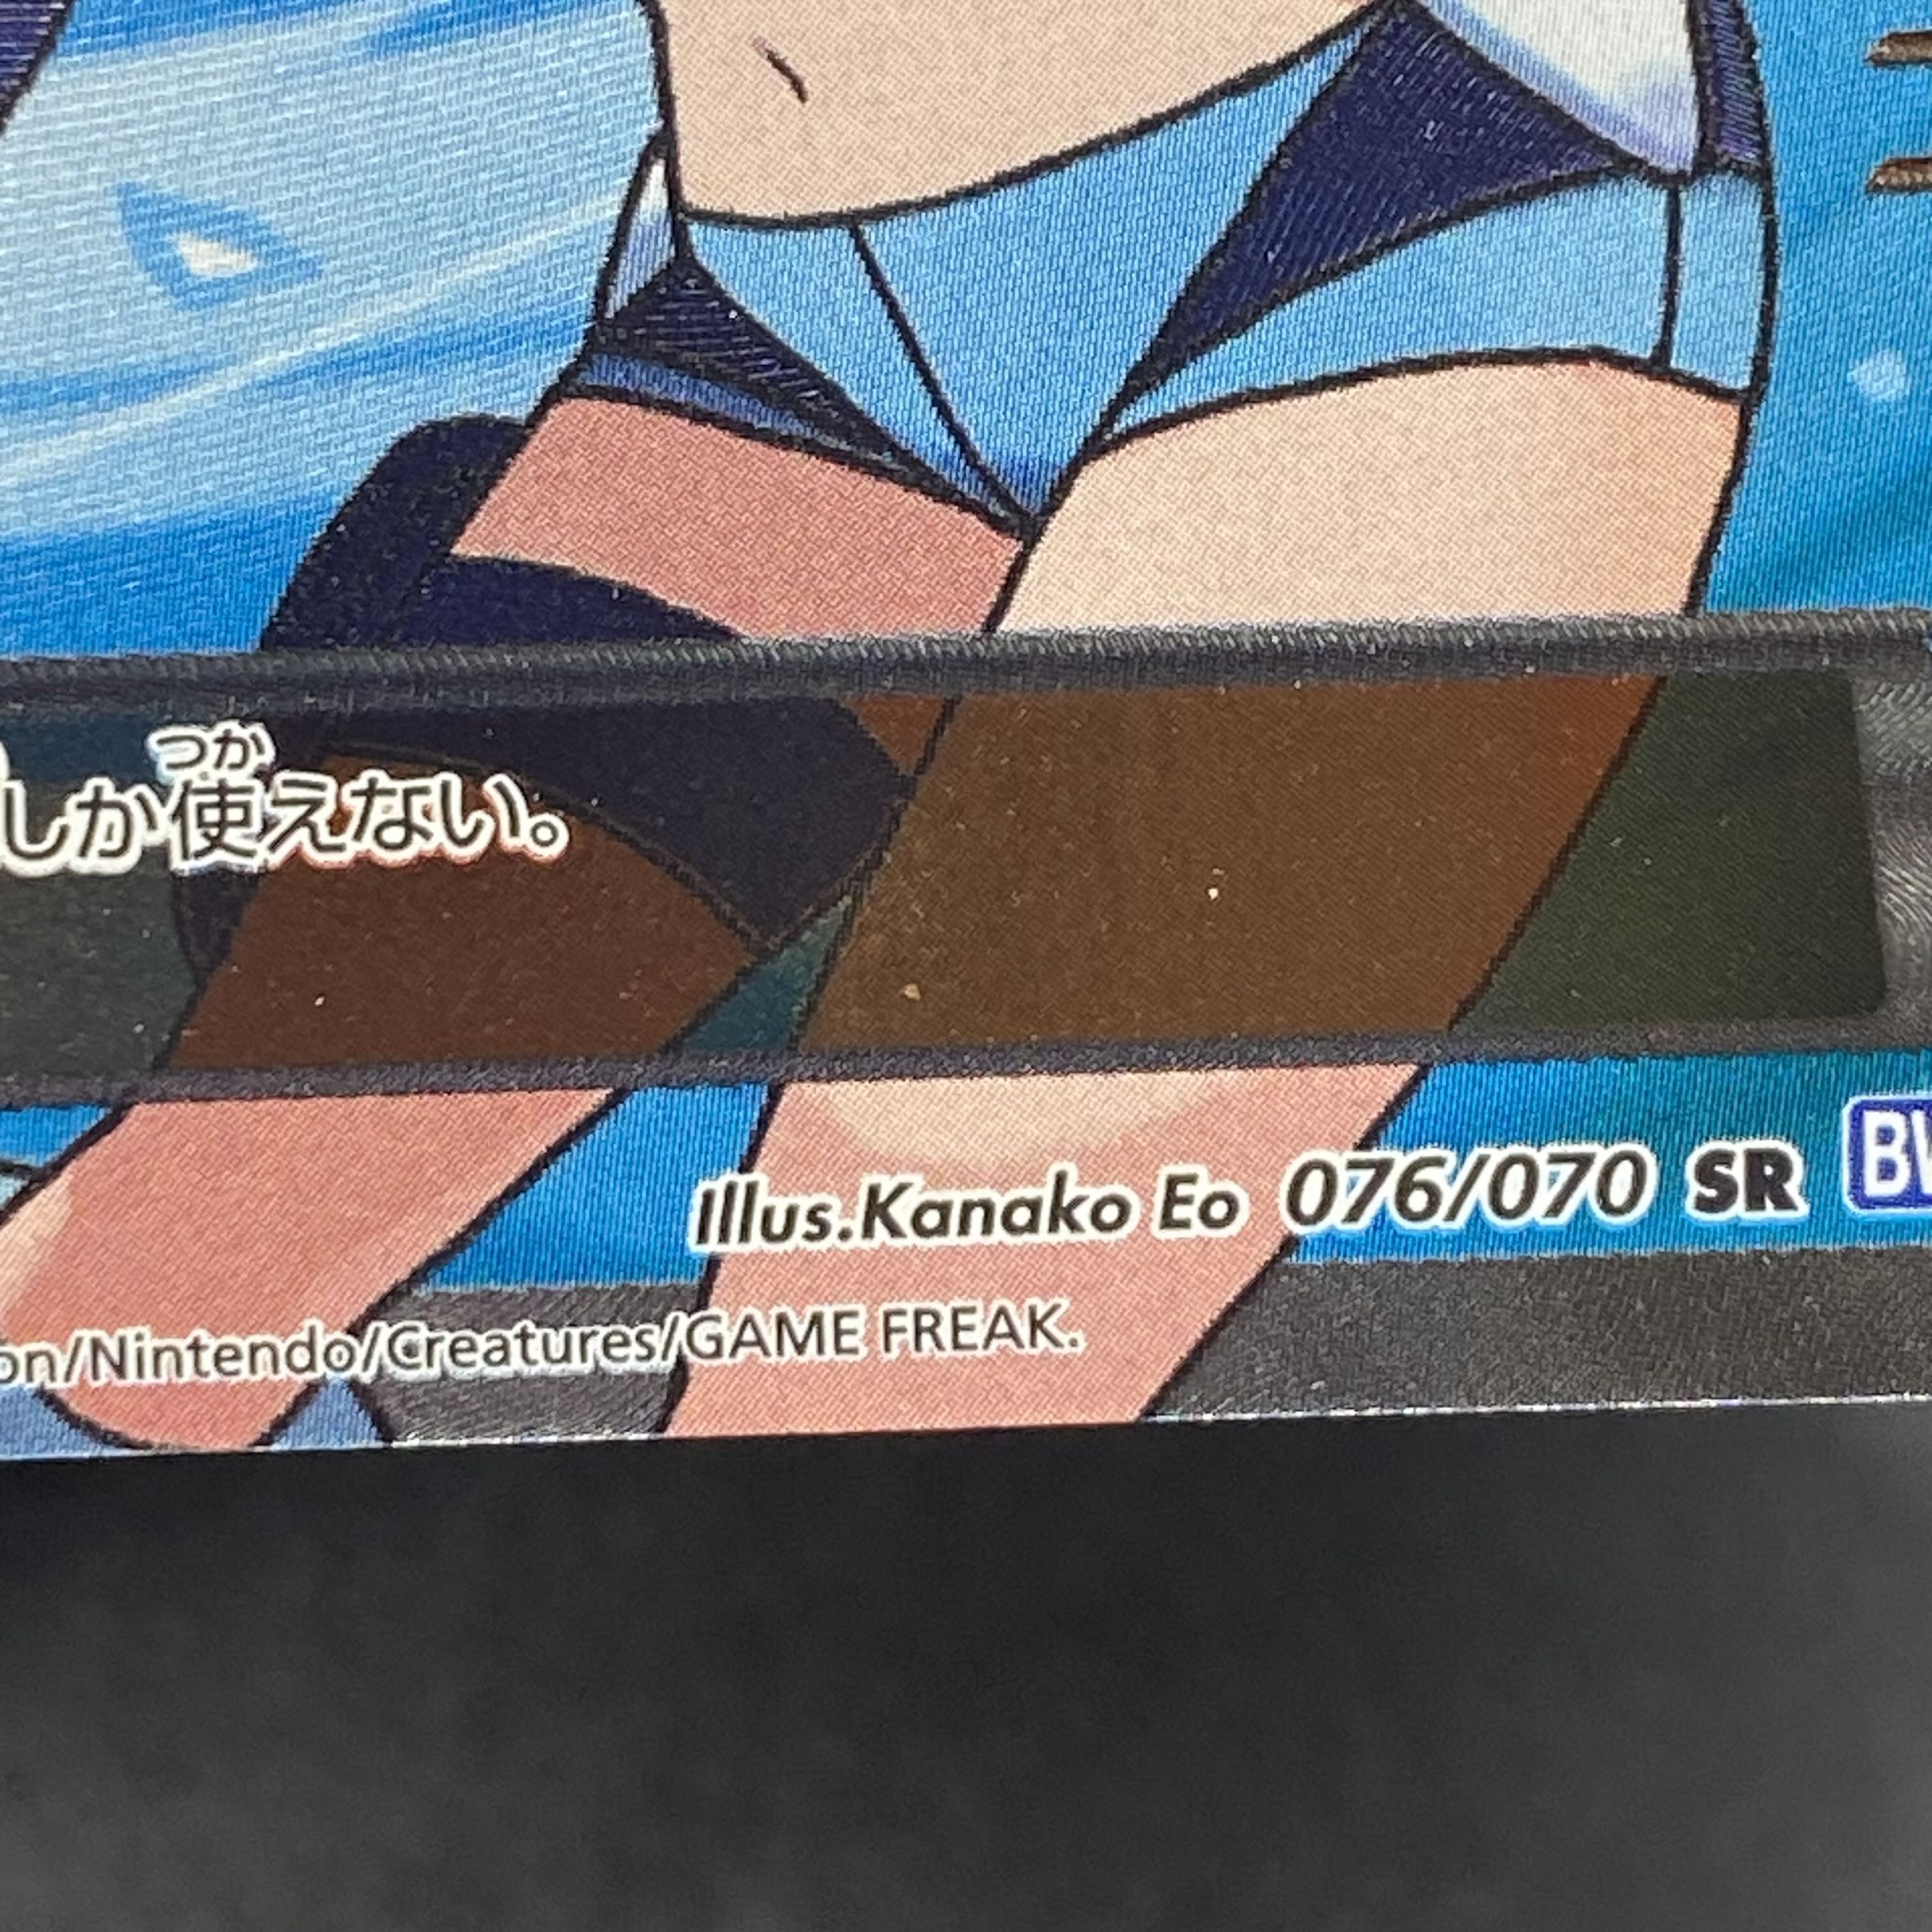 つか
しか使えない。
Illus.Kanako Eo 076/070 SR
on/Nintendo/Creatures/GAME FREAK.